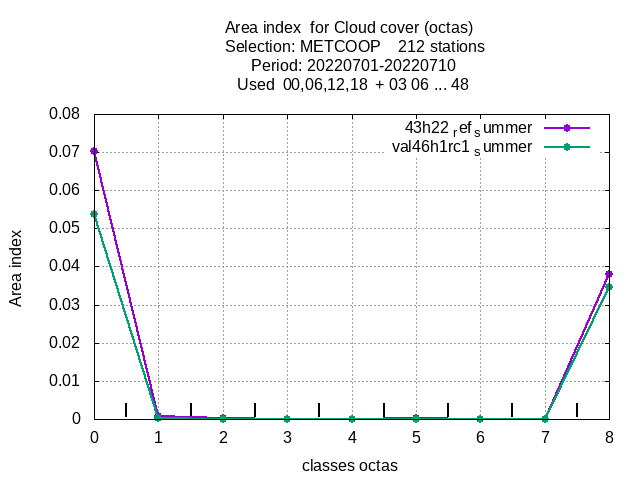 Area index  for Cloud cover (octas)
Selection: METCOOP    212 stations
Period: 20220701-20220710
Used  00,06,12,18  + 03 06 ... 48
43h22_ref_summer
val46h1rc1_summer
0.08
0.07
0.06
0.05
0.04
0.03
0.02
0.01
0
Area index
0 1 2 3 4 5 6 7 8
classes octas